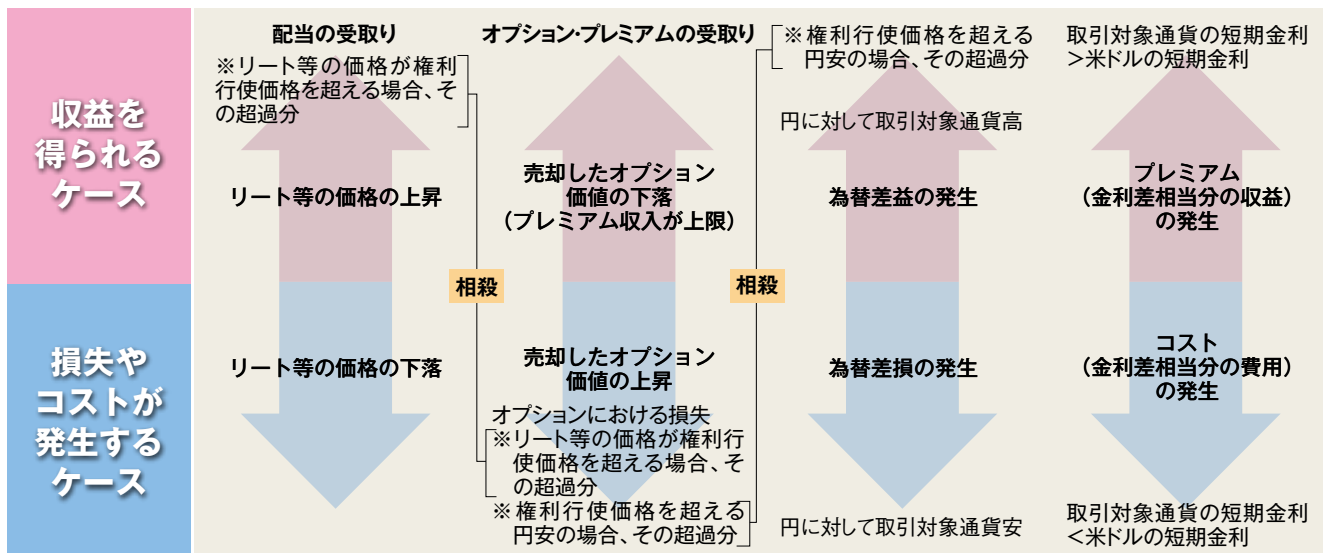 収益を
得られる
ケース
配当の受取り
※リート等の価格が権利
行使価格を超える場合、そ
の超過分
リート等の価格の上昇
オプション・プレミアムの受取り
売却したオプション
価値の下落
（プレミアム収入が上限）
※権利行使価格を超える
円安の場合、その超過分
円に対して取引対象通貨高
為替差益の発生
取引対象通貨の短期金利
＞米ドルの短期金利
プレミアム
（金利差相当分の収益）
の発生
相殺
相殺
損失や
コストが
発生する
ケース
リート等の価格の下落
売却したオプション
価値の上昇
オプションにおける損失
※リート等の価格が権利行
使価格を超える場合、そ
の超過分
※権利行使価格を超える
円安の場合、その超過分
為替差損の発生
円に対して取引対象通貨安
コスト
（金利差相当分の費用）
の発生
取引対象通貨の短期金利
＜米ドルの短期金利